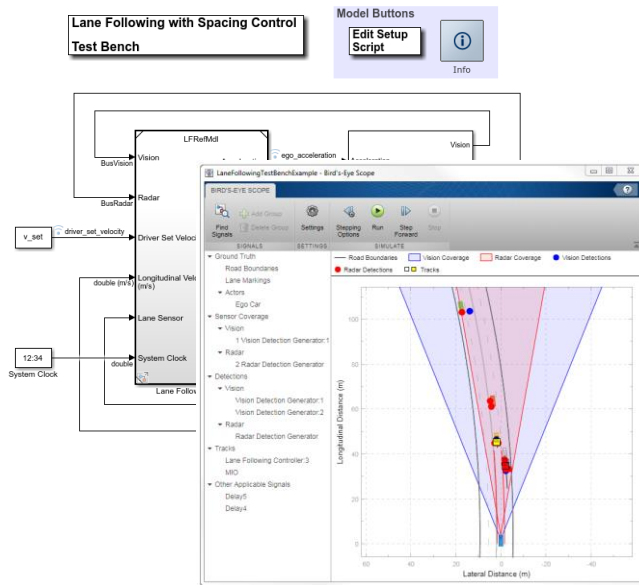 Lane Following with Spacing Control
Test Bench
Model Buttons
Edit Setup
Script
Info
LFRefMdl
Vision
BusVision
Radar
BusRadar
ego_acceleration
Vision
v_set
driver_set_velocity
Driver Set Veloci
Longitudinal Velo
double (m/s)
(m/s)
Lane Sensor
12:34
System Clock
double
System Clock
Lane Follow
LaneFollowingTestBenchExample - Bird's-Eye Scope
BIRD'S-EYE SCOPE
Find
Signals
Add Group
Delete Group
Settings
Stepping
Options
Run
Step
Forward
Stop
SIGNALS
SETTINGS
SIMULATE
Ground Truth
Road Boundaries
Lane Markings
Actors
Ego Car
Sensor Coverage
Vision
1 Vision Detection Generator:1
Radar
2 Radar Detection Generator
Detections
Vision
Vision Detection Generator:1
Vision Detection Generator:2
Radar
Radar Detection Generator
Tracks
Lane Following Controller:3
MIO
Other Applicable Signals
Delay5
Delay4
Road Boundaries Vision Coverage Radar Coverage Vision Detections
Radar Detections Tracks
Longitudinal Distance (m)
100
80
60
40
20
0
60 40 20 0 -20 -40
Lateral Distance (m)